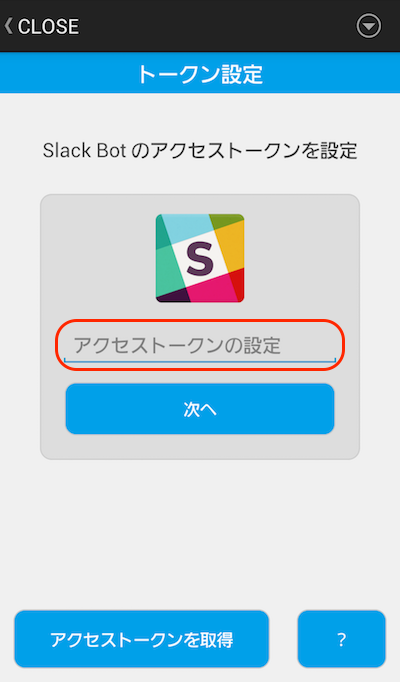 CLOSE
トークン設定
Slack Bot のアクセストークンを設定
S
アクセストークンの設定
次へ
アクセストークンを取得
?